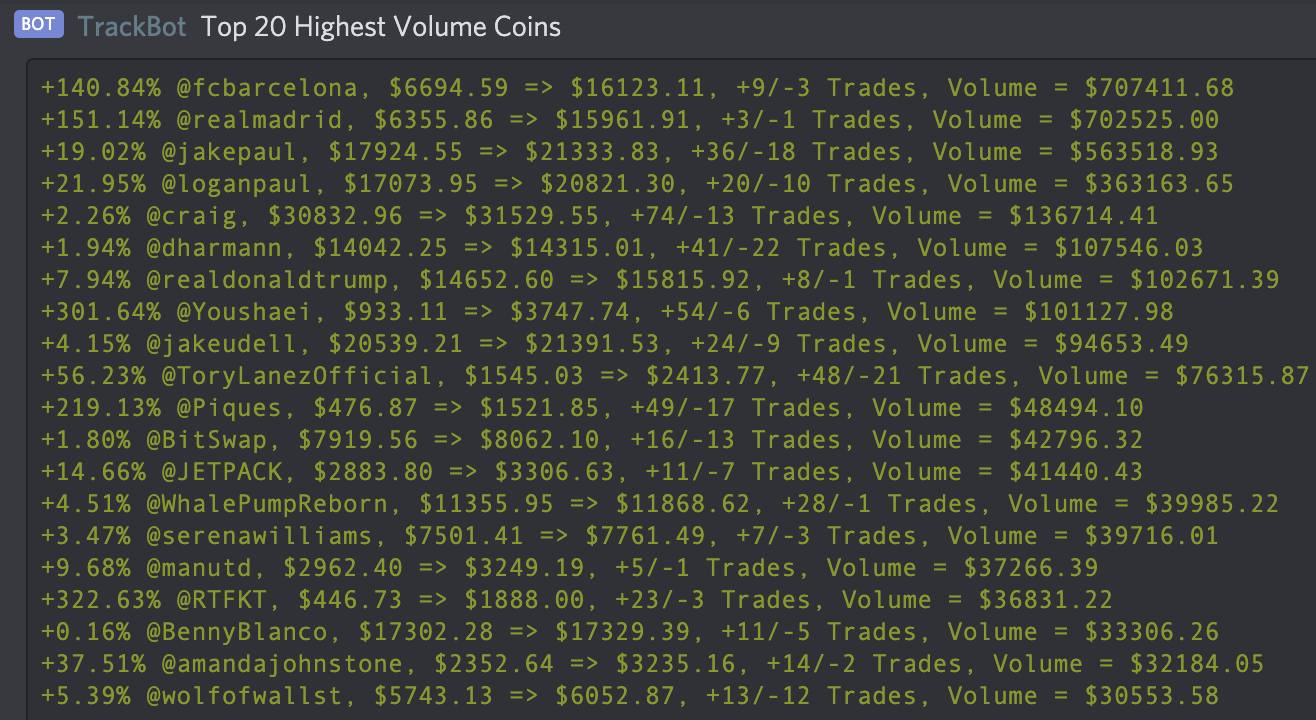 BOT TrackBot Top 20 Highest Volume Coins
+140.84% @fcbarcelona, $6694.59 => $16123.11, +9/-3 Trades, Volume = $707411.68
+151.14% @realmadrid, $6355.86 => $15961.91, +3/-1 Trades, Volume = $702525.00
+19.02% @jakepaul, $17924.55 => $21333.83, +36/-18 Trades, Volume = $563518.93
+21.95% @loganpaul, $17073.95 => $20821.30, +20/-10 Trades, Volume = $363163.65
+2.26% @craig, $30832.96 => $31529.55, +74/-13 Trades, Volume = $136714.41
+1.94% @dharmann, $14042.25 => $14315.01, +41/-22 Trades, Volume = $107546.03
+7.94% @realdonaldtrump, $14652.60 => $15815.92, +8/-1 Trades, Volume = $102671.39
+301.64% @Youshaei, $933.11 => $3747.74, +54/-6 Trades, Volume = $101127.98
+4.15% @jakeudell, $20539.21 => $21391.53, +24/-9 Trades, Volume = $94653.49
+56.23% @ToryLanezOfficial, $1545.03 => $2413.77, +48/-21 Trades, Volume = $76315.87
+219.13% @Piques, $476.87 => $1521.85, +49/-17 Trades, Volume = $48494.10
+1.80% @BitSwap, $7919.56 => $8062.10, +16/-13 Trades, Volume = $42796.32
+14.66% @JETPACK, $2883.80 => $3306.63, +11/-7 Trades, Volume = $41440.43
+4.51% @WhalePumpReborn, $11355.95 => $11868.62, +28/-1 Trades, Volume = $39985.22
+3.47% @serenawilliams, $7501.41 => $7761.49, +7/-3 Trades, Volume = $39716.01
+9.68% @manutd, $2962.40 => $3249.19, +5/-1 Trades, Volume = $37266.39
+322.63% @RTFKT, $446.73 => $1888.00, +23/-3 Trades, Volume = $36831.22
+0.16% @BennyBlanco, $17302.28 => $17329.39, +11/-5 Trades, Volume = $33306.26
+37.51% @amandajohnstone, $2352.64 => $3235.16, +14/-2 Trades, Volume = $32184.05
+5.39% @wolfofwallst, $5743.13 => $6052.87, +13/-12 Trades, Volume = $30553.58